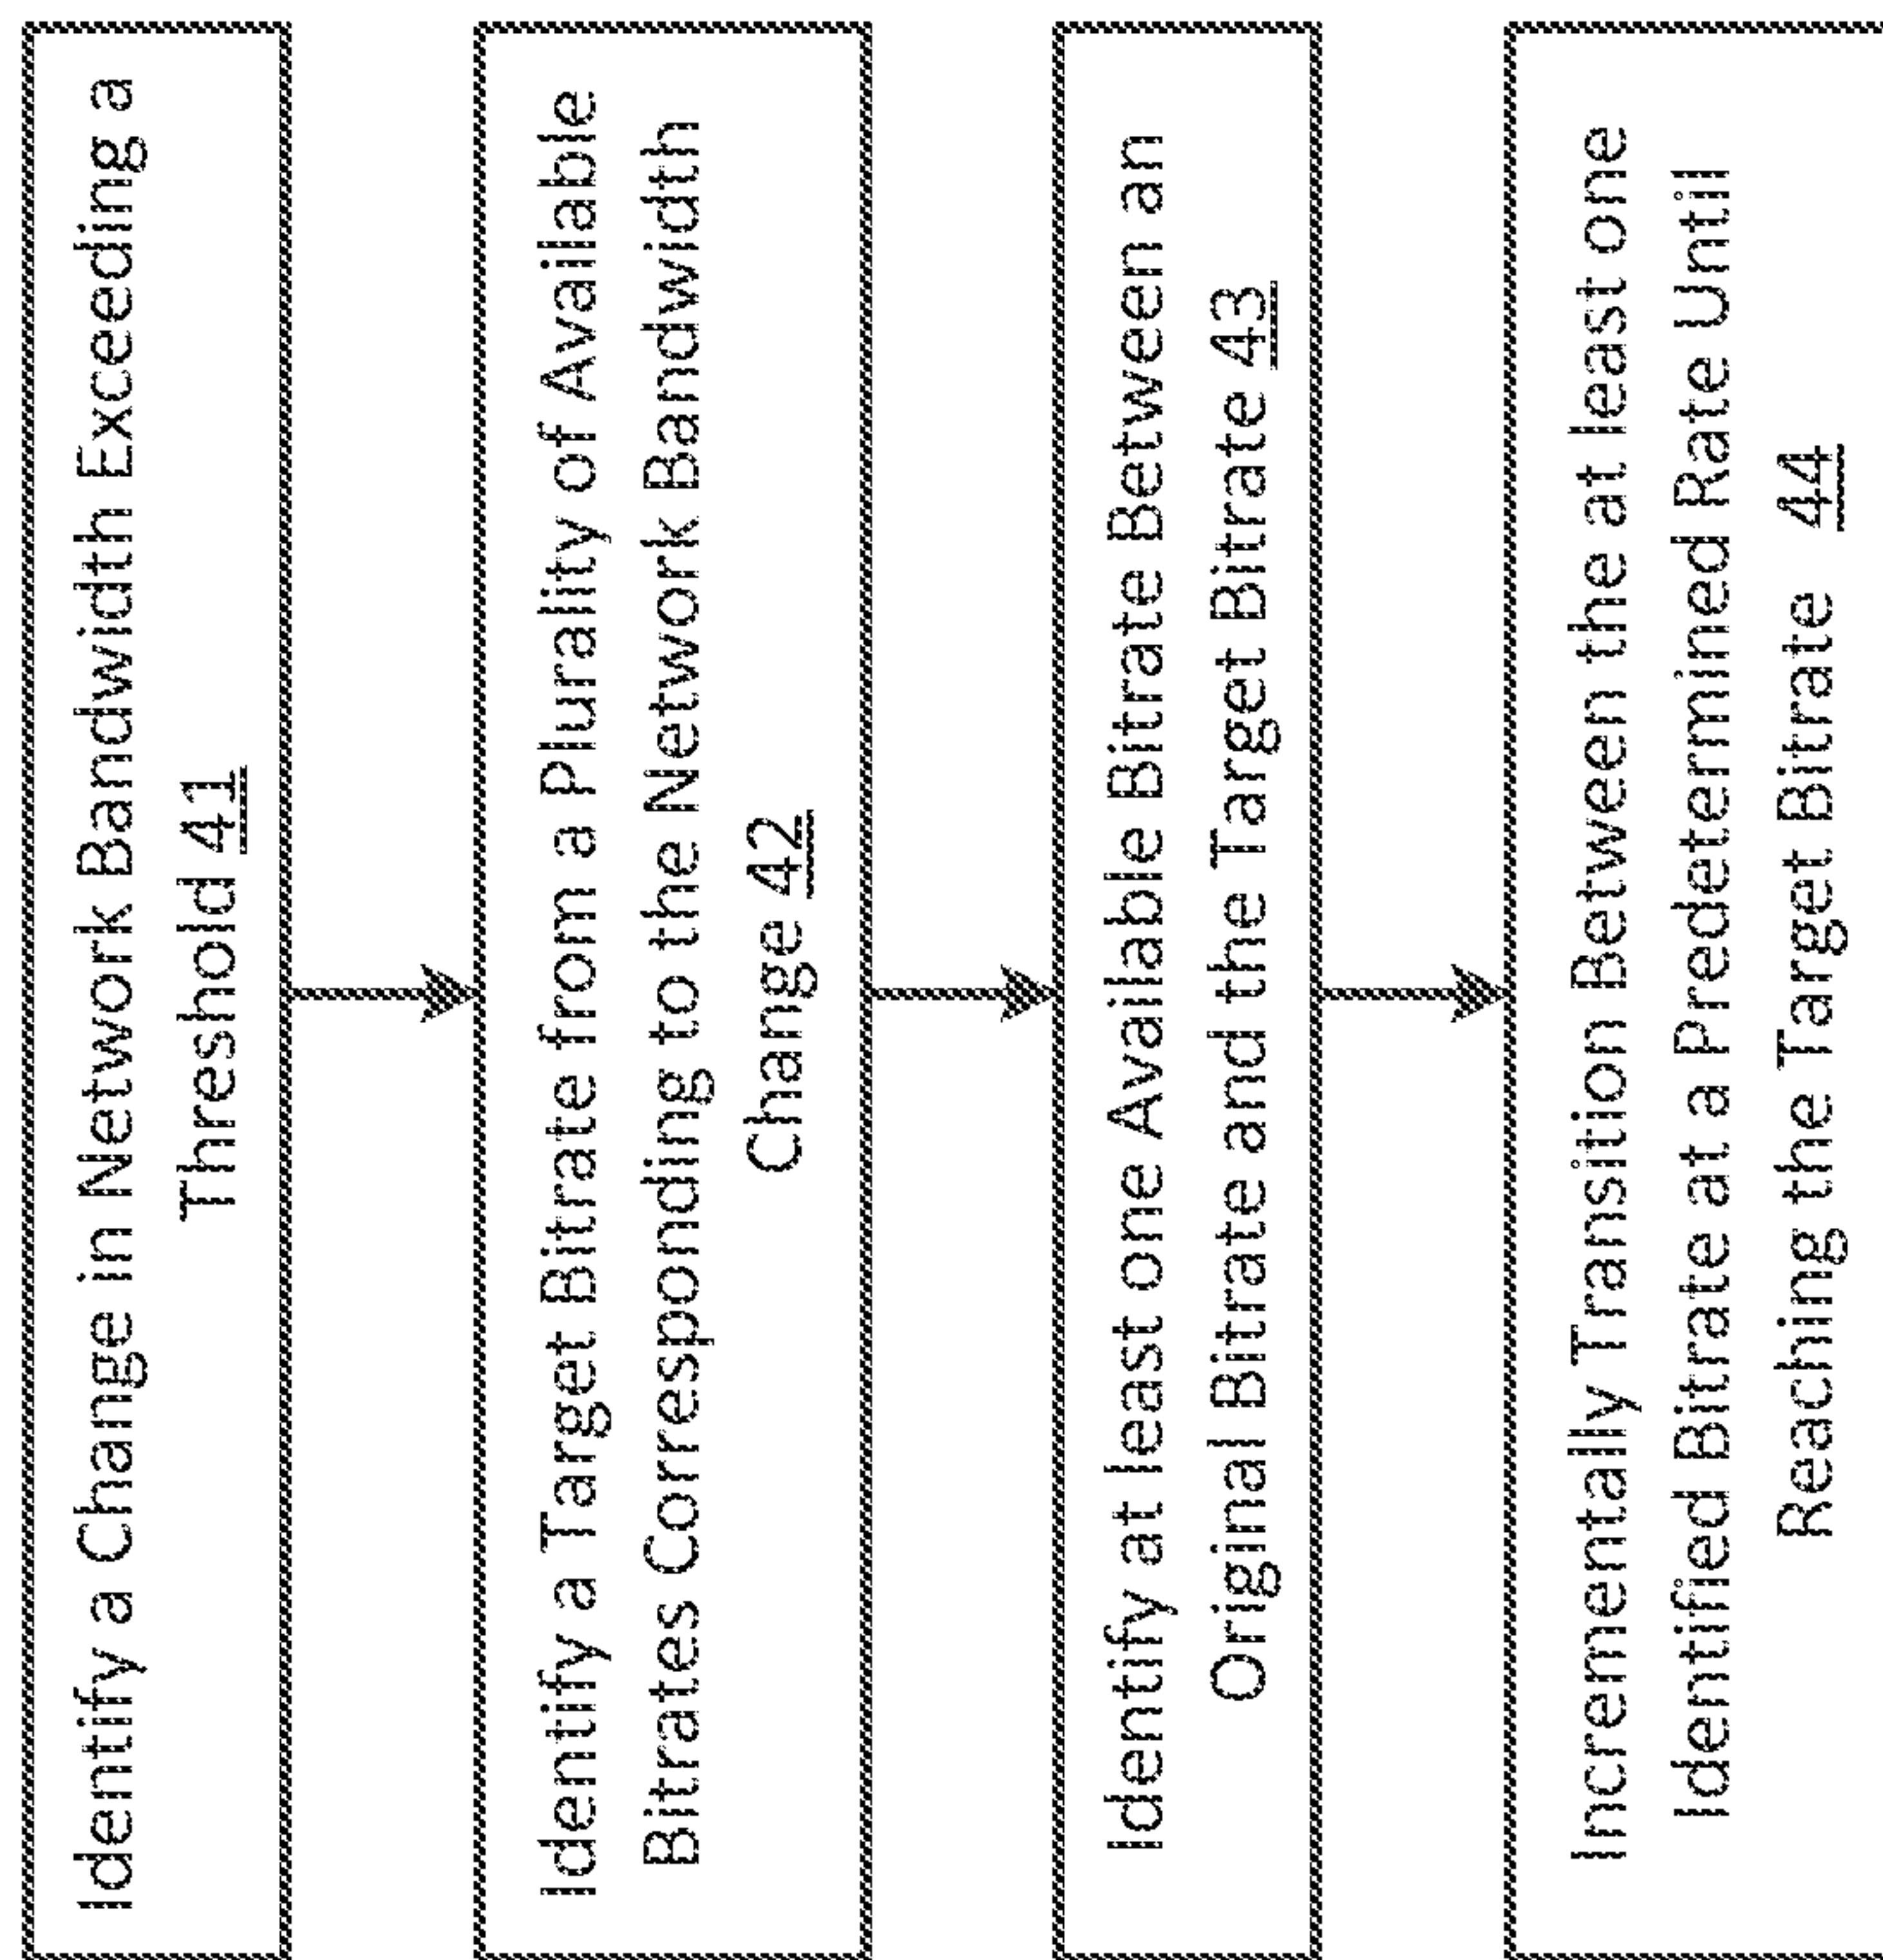 Identify a Change in Network Bandwidth Exceeding a
Threshold 41
Identify a Target Bitrate from a Plurality of Available
Bitrates Corresponding to the Network Bandwidth
Change 42
Identify at least one Available Bitrate Between an
Original Bitrate and the Target Bitrate 43
Incrementally Transition Between the at least one
Identified Bitrate at a Predetermined Rate Until
Reaching the Target Bitrate 44